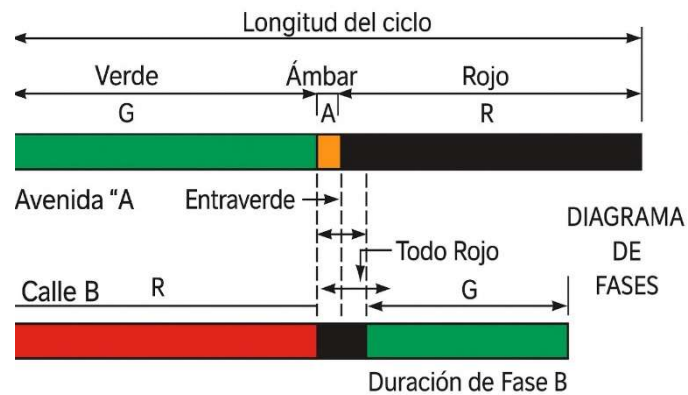 Longitud del ciclo
Verde Ámbar Rojo
G A R
Avenida “A
Entraverde
DIAGRAMA
DE
FASES
Todo Rojo
Calle B R G
Duración de Fase B